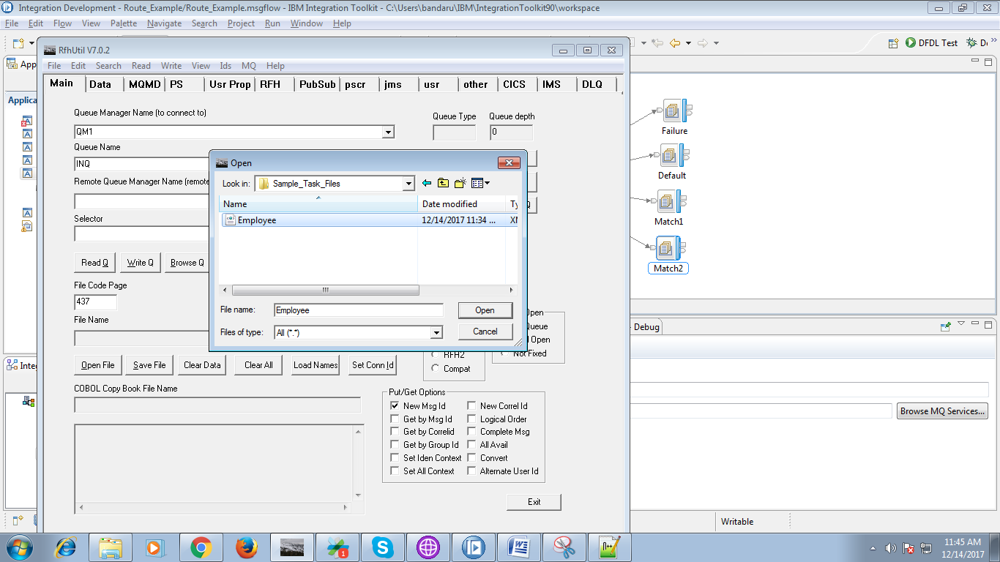 Integration Development - Route_Example/Route_Example.msgflow - IBM Integration Toolkit - C:\Users\bandaru\IBM\IntegrationToolkit90\workspace
File Edit Flow View Palette Navigate Search Project Run Window Help
DFDL Test
RfhUtil V7.0.2
File Edit Search Read Write View Ids MQ Help
Main Data MQMD PS Usr Prop RFH PubSub pscr jms usr other CICS IMS DLQ
Queue Manager Name (to connect to)
Queue Type Queue depth
QM1
0
Queue Name
INQ
Remote Queue Manager Name (remote
Selector
Read Q Write Q Browse Q
File Code Page
437
File Name
Open File Save File Clear Data Clear All Load Names Set Conn Id
COBOL Copy Book File Name
Open
Look in: Sample_Task_Files
Name Date modified Ty
Employee 12/14/2017 11:34 ...
File name: Employee Open
Files of type: All (*.*) Cancel
Queue
Open
Not Fixed
RFH2
Compat
Put/Get Options
New Msg Id New Correl Id
Get by Msg Id Logical Order
Get by Correlid Complete Msg
Get by Group Id All Avail
Set Iden Context Convert
Set All Context Alternate User Id
Exit
Failure
Default
Match1
Match2
Debug
Browse MQ Services...
Writable
1
11:45 AM
12/14/2017